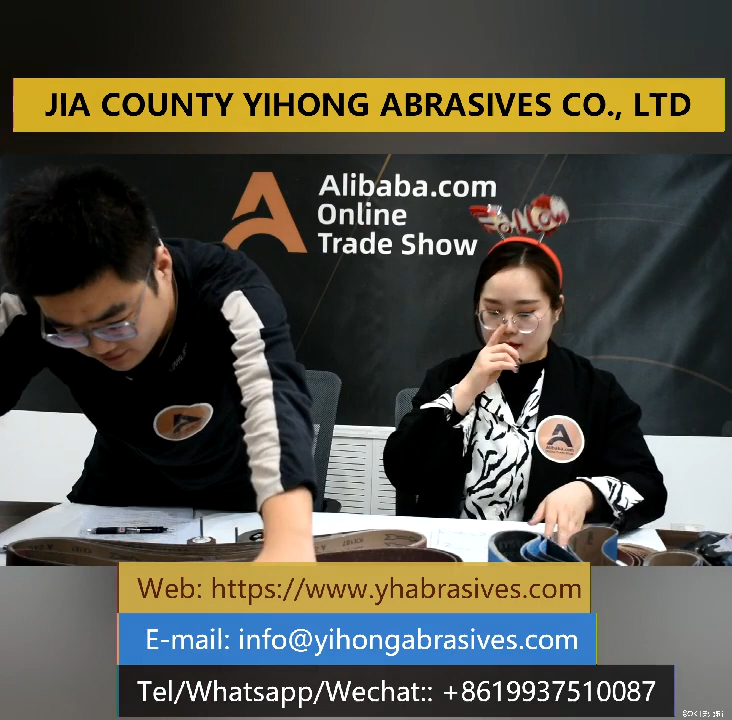 JIA COUNTY YIHONG ABRASIVES CO., LTD
Alibaba.com
Online
Trade Show
Web: https://www.yhabrasives.com
E-mail: info@yihongabrasives.com
Tel/Whatsapp/Wechat:: +8619937510087